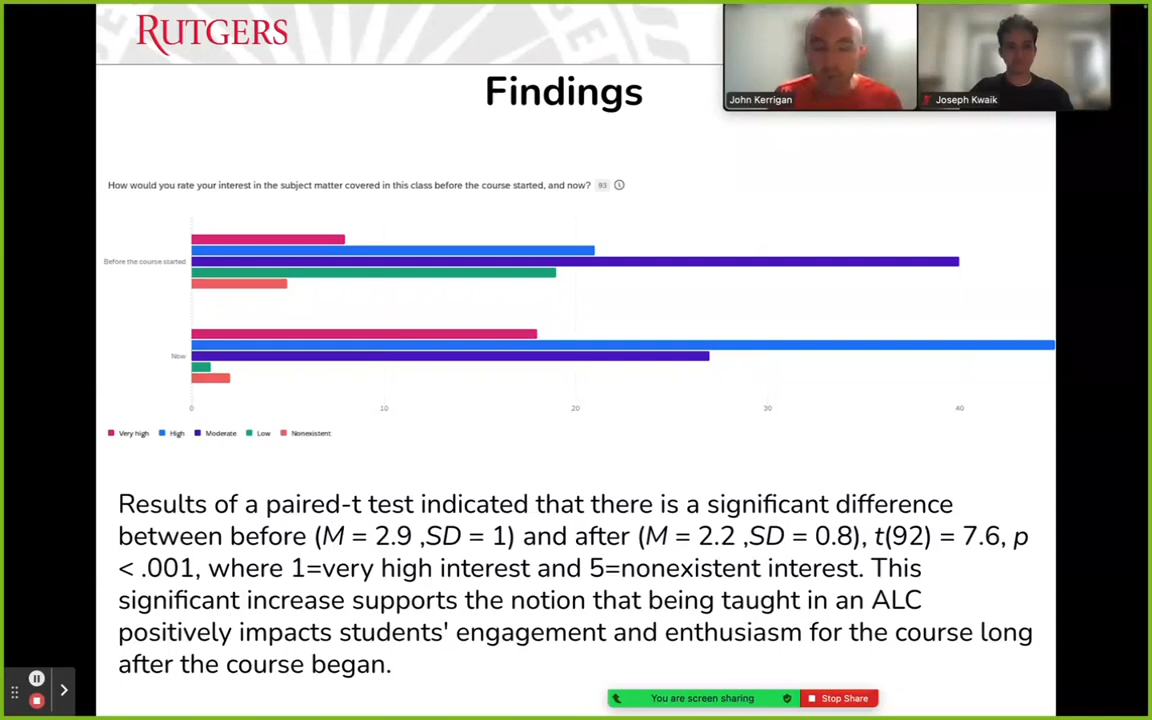 RUTGERS
Findings
John Kerrigan
Joseph Kwaik
How would you rate your interest in the subject matter covered in this class before the course started, and now? 93
Before the course started
Now
0 10 20 30 40
Very high High Moderate Low Nonexistent
Results of a paired-t test indicated that there is a significant difference
between before (M = 2.9 ,SD = 1) and after (M = 2.2 ,SD = 0.8), t(92) = 7.6, p
< .001, where 1=very high interest and 5=nonexistent interest. This
significant increase supports the notion that being taught in an ALC
positively impacts students' engagement and enthusiasm for the course long
after the course began.
You are screen sharing
Stop Share